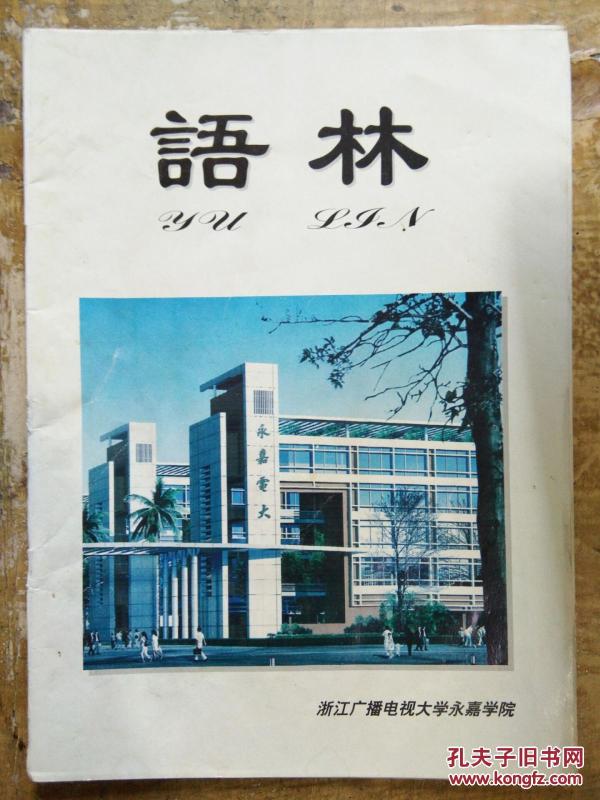 語林
YU LIN
永嘉電大
浙江广播电视大学永嘉学院
孔夫子旧书网
www.kongfz.com